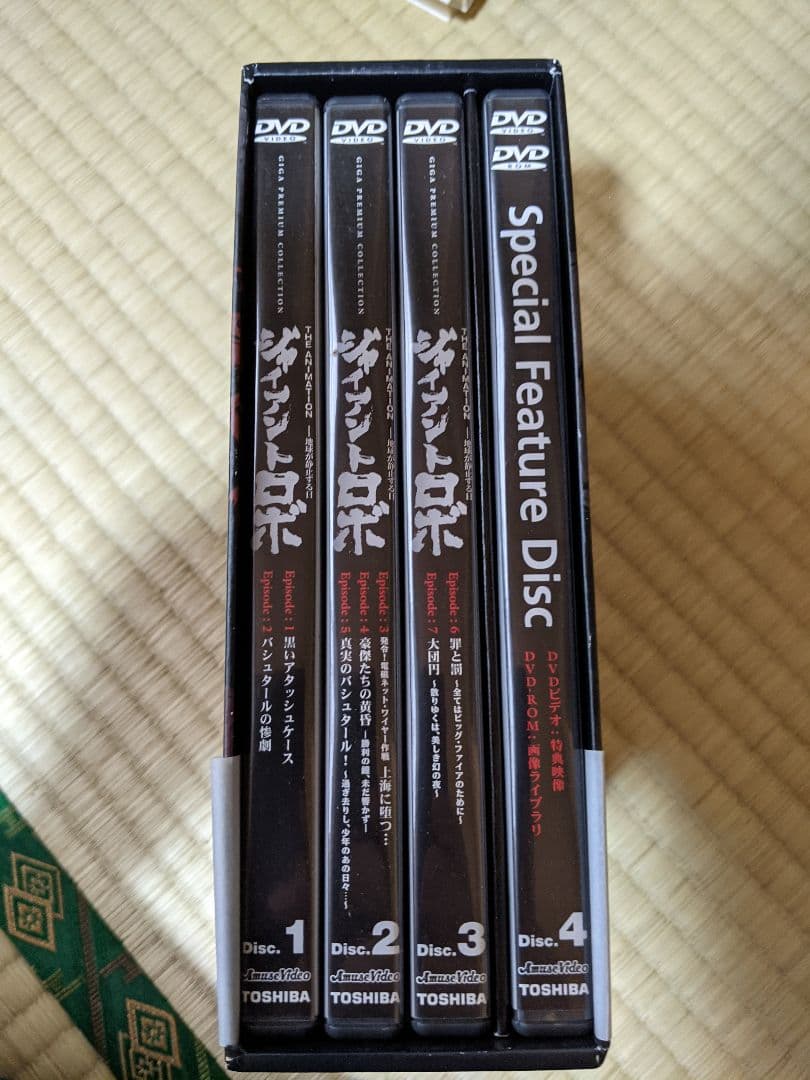 DVD
VIDEO
GIGA PREMIUM COLLECTION
THE ANIMATION ―地球が静止する日
ジャイアントロボ
Episode : 1 黒いアタッシュケース
Episode : 2 バシュタールの惨劇
Disc. 1
AmuseVideo
TOSHIBA
DVD
VIDEO
GIGA PREMIUM COLLECTION
THE ANIMATION ―地球が静止する日
ジャイアントロボ
Episode : 3 発令!電磁ネット・ワイヤー作戦 上海に堕つ…
Episode : 4 豪傑たちの黄昏 ―勝利の鐘、未だ響かず―
Episode : 5 真実のバシュタール! ~過ぎ去りし、少年のあの日々…~
Disc. 2
AmuseVideo
TOSHIBA
DVD
VIDEO
GIGA PREMIUM COLLECTION
THE ANIMATION ―地球が静止する日
ジャイアントロボ
Episode : 6 罪と罰 ~全てはビッグ・ファイアのために~
Episode : 7 大団円 ~散りゆくは、美しき幻の夜~
Disc. 3
AmuseVideo
TOSHIBA
DVD
VIDEO
DVD
ROM
Special Feature Disc
DVDビデオ : 特典映像
DVD-ROM : 画像ライブラリ
Disc. 4
AmuseVideo
TOSHIBA